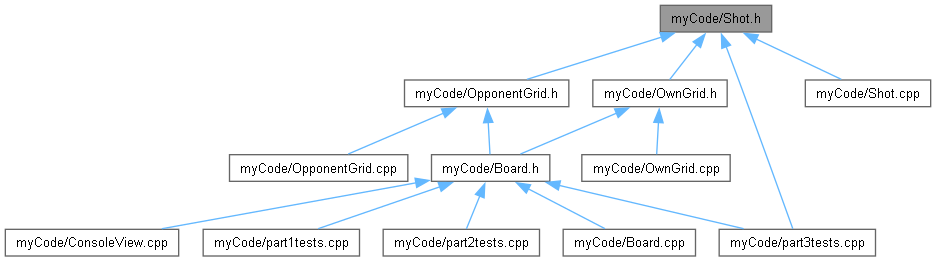 myCode/Shot.h
myCode/OpponentGrid.h
myCode/OwnGrid.h
myCode/Shot.cpp
myCode/OpponentGrid.cpp
myCode/Board.h
myCode/OwnGrid.cpp
myCode/ConsoleView.cpp
myCode/part1tests.cpp
myCode/part2tests.cpp
myCode/Board.cpp
myCode/part3tests.cpp